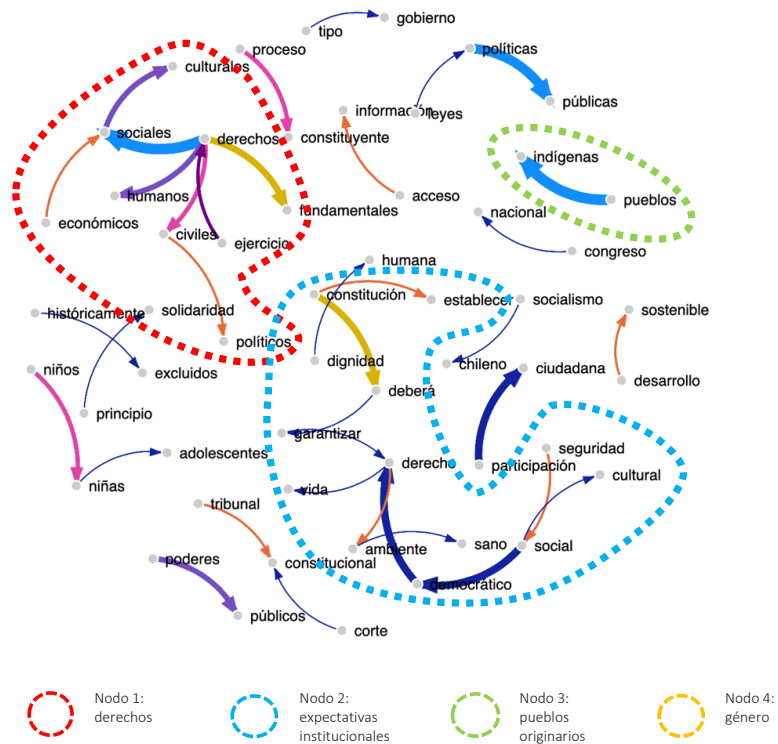 gobierno
tipo
proceso
políticas
culturales
públicas
información
leyes
sociales
derechos
constituyente
indígenas
humanos
acceso
pueblos
fundamentales
nacional
económicos
civiles
ejercicio
congreso
humana
constitución
establecer
socialismo
históricamente
solidaridad
sostenible
políticos
dignidad
chileno
ciudadana
niños
excluidos
desarrollo
deberá
principio
garantizar
seguridad
adolescentes
derecho
participación
cultural
niñas
vida
tribunal
poderes
constitucional
ambiente
sano
social
democrático
públicos
corte
Nodo 1:
derechos
Nodo 2:
expectativas
institucionales
Nodo 3:
pueblos
originarios
Nodo 4:
género